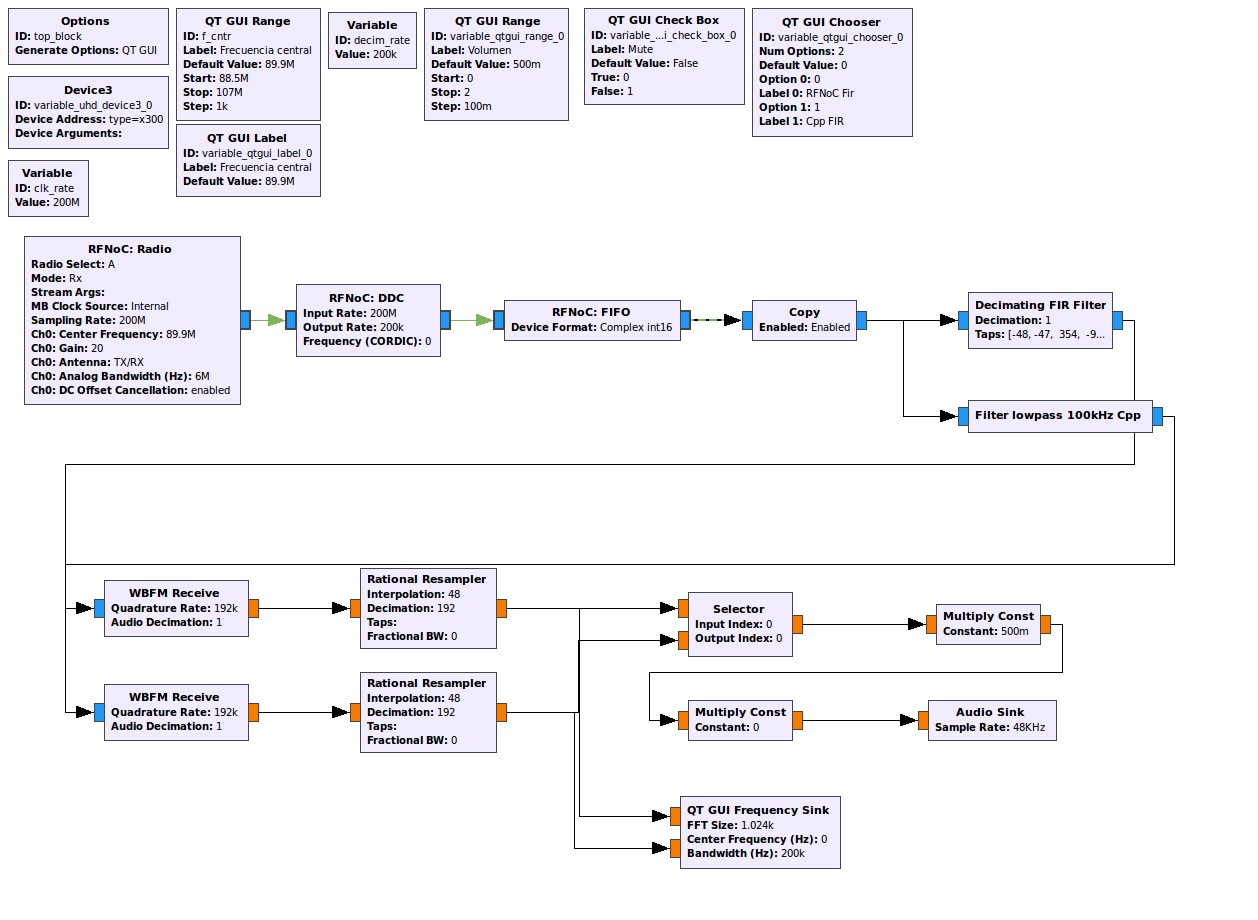 Options
ID: top_block
Generate Options: QT GUI
QT GUI Range
ID: f_cntr
Label: Frecuencia central
Default Value: 89.9M
Start: 88.5M
Stop: 107M
Step: 1k
Variable
ID: decim_rate
Value: 200k
QT GUI Range
ID: variable_qtgui_range_0
Label: Volumen
Default Value: 500m
Start: 0
Stop: 2
Step: 100m
QT GUI Check Box
ID: variable_...i_check_box_0
Label: Mute
Default Value: False
True: 0
False: 1
QT GUI Chooser
ID: variable_qtgui_chooser_0
Num Options: 2
Default Value: 0
Option 0: 0
Label 0: RFNoC Fir
Option 1: 1
Label 1: Cpp FIR
Device3
ID: variable_uhd_device3_0
Device Address: type=x300
Device Arguments:
QT GUI Label
ID: variable_qtgui_label_0
Label: Frecuencia central
Default Value: 89.9M
Variable
ID: clk_rate
Value: 200M
RFNoC: Radio
Radio Select: A
Mode: Rx
Stream Args:
MB Clock Source: Internal
Sampling Rate: 200M
Ch0: Center Frequency: 89.9M
Ch0: Gain: 20
Ch0: Antenna: TX/RX
Ch0: Analog Bandwidth (Hz): 6M
Ch0: DC Offset Cancellation: enabled
RFNoC: DDC
Input Rate: 200M
Output Rate: 200k
Frequency (CORDIC): 0
RFNoC: FIFO
Device Format: Complex int16
Copy
Enabled: Enabled
Decimating FIR Filter
Decimation: 1
Taps: [-48, -47, 354, -9...
Filter lowpass 100kHz Cpp
WBFM Receive
Quadrature Rate: 192k
Audio Decimation: 1
Rational Resampler
Interpolation: 48
Decimation: 192
Taps:
Fractional BW: 0
Selector
Input Index: 0
Output Index: 0
Multiply Const
Constant: 500m
WBFM Receive
Quadrature Rate: 192k
Audio Decimation: 1
Rational Resampler
Interpolation: 48
Decimation: 192
Taps:
Fractional BW: 0
Multiply Const
Constant: 0
Audio Sink
Sample Rate: 48KHz
QT GUI Frequency Sink
FFT Size: 1.024k
Center Frequency (Hz): 0
Bandwidth (Hz): 200k